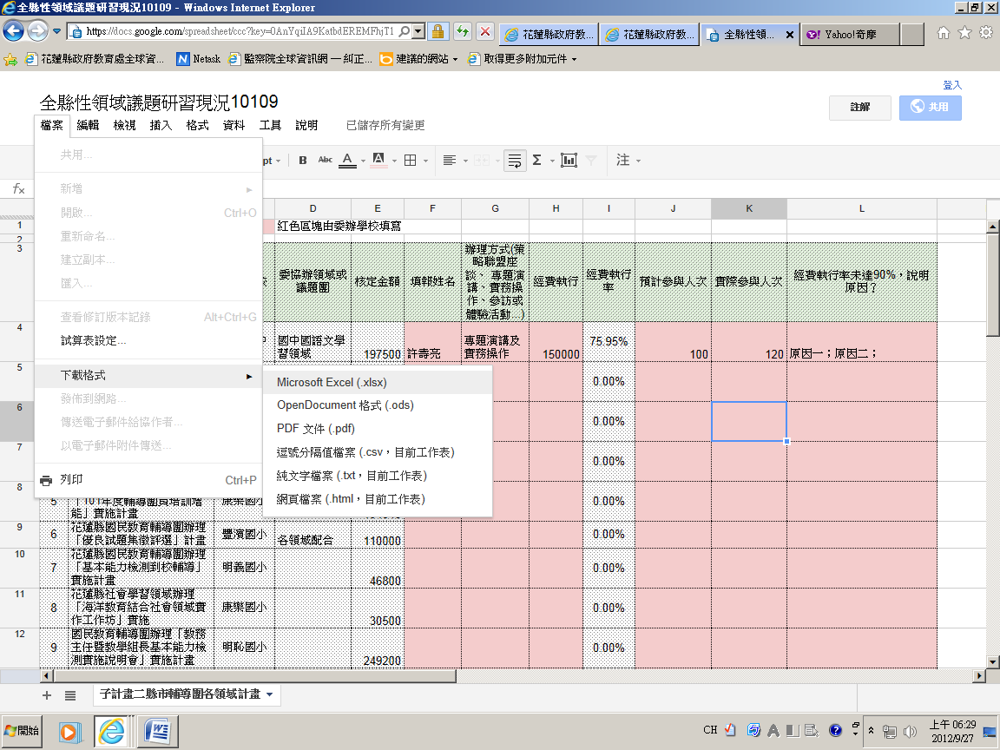 全縣性領域議題研習現況10109 - Windows Internet Explorer
https://docs.google.com/spreadsheet/ccc?key=0AnYqilA9KatbdEREMFhjT1
花蓮縣政府教...
花蓮縣政府教...
全縣性領...
Yahoo!奇摩
花蓮縣政府教育處全球資...
Netask
監察院全球資訊網 — 糾正...
建議的網站
取得更多附加元件
登入
全縣性領域議題研習現況10109
註解
共用
檔案 編輯 檢視 插入 格式 資料 工具 說明 已儲存所有變更
pt B Abc A A Σ 注
fx
共用...
新增
開啟... Ctrl+O
重新命名...
建立副本...
匯入...
查看修訂版本記錄 Alt+Ctrl+G
試算表設定...
下載格式
發佈到網路...
傳送電子郵件給協作者...
以電子郵件附件傳送...
列印 Ctrl+P
Microsoft Excel (.xlsx)
OpenDocument 格式 (.ods)
PDF 文件 (.pdf)
逗號分隔值檔案 (.csv，目前工作表)
純文字檔案 (.txt，目前工作表)
網頁檔案 (.html，目前工作表)
D E F G H I J K L
1 紅色區塊由委辦學校填寫
2
3
委協辦領域或
議題團
核定金額
填報姓名
辦理方式(策
略聯盟座
談、專題演
講、實務操
作、參訪或
體驗活動...)
經費執行
經費執行
率
預計參與人次
實際參與人次
經費執行率未達90%，說明
原因？
4
國中國語文學
習領域
197500
許壽亮
專題演講及
實務操作
150000
75.95%
100
120
原因一；原因二；
5 0.00%
6 0.00%
7 0.00%
8
5
「101年度輔導團員培訓增
能」實施計畫
康樂國小
0.00%
9
6
花蓮縣國民教育輔導團辦理
「優良試題集徵評選」計畫
豐濱國小
各領域配合
110000
0.00%
10
7
花蓮縣國民教育輔導團辦理
「基本能力檢測到校輔導」
實施計畫
明義國小
46800
0.00%
11
8
花蓮縣社會學習領域辦理
「海洋教育結合社會領域實
作工作坊」實施
康樂國小
30500
0.00%
12
9
國民教育輔導團辦理「教務
主任暨教學組長基本能力檢
測實施說明會」實施計畫
明恥國小
249200
0.00%
子計畫二縣市輔導團各領域計畫
開始
CH
上午 06:29
2012/9/27